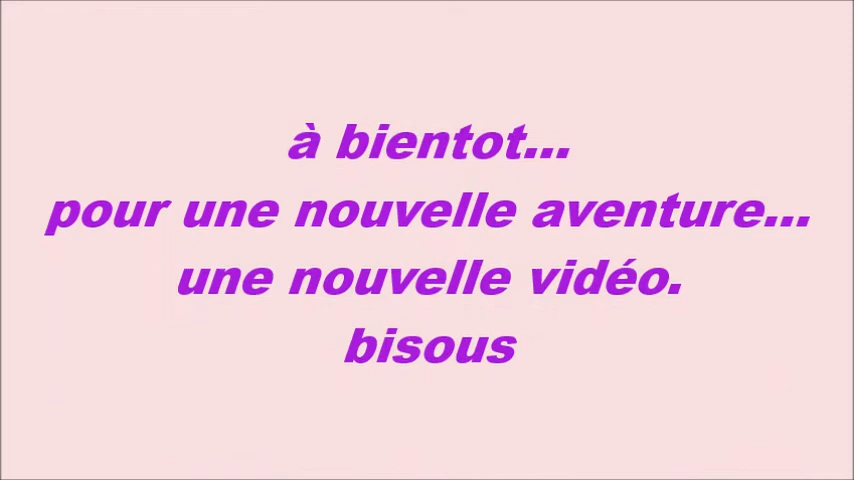 à bientot...
pour une nouvelle aventure...
une nouvelle vidéo.
bisous